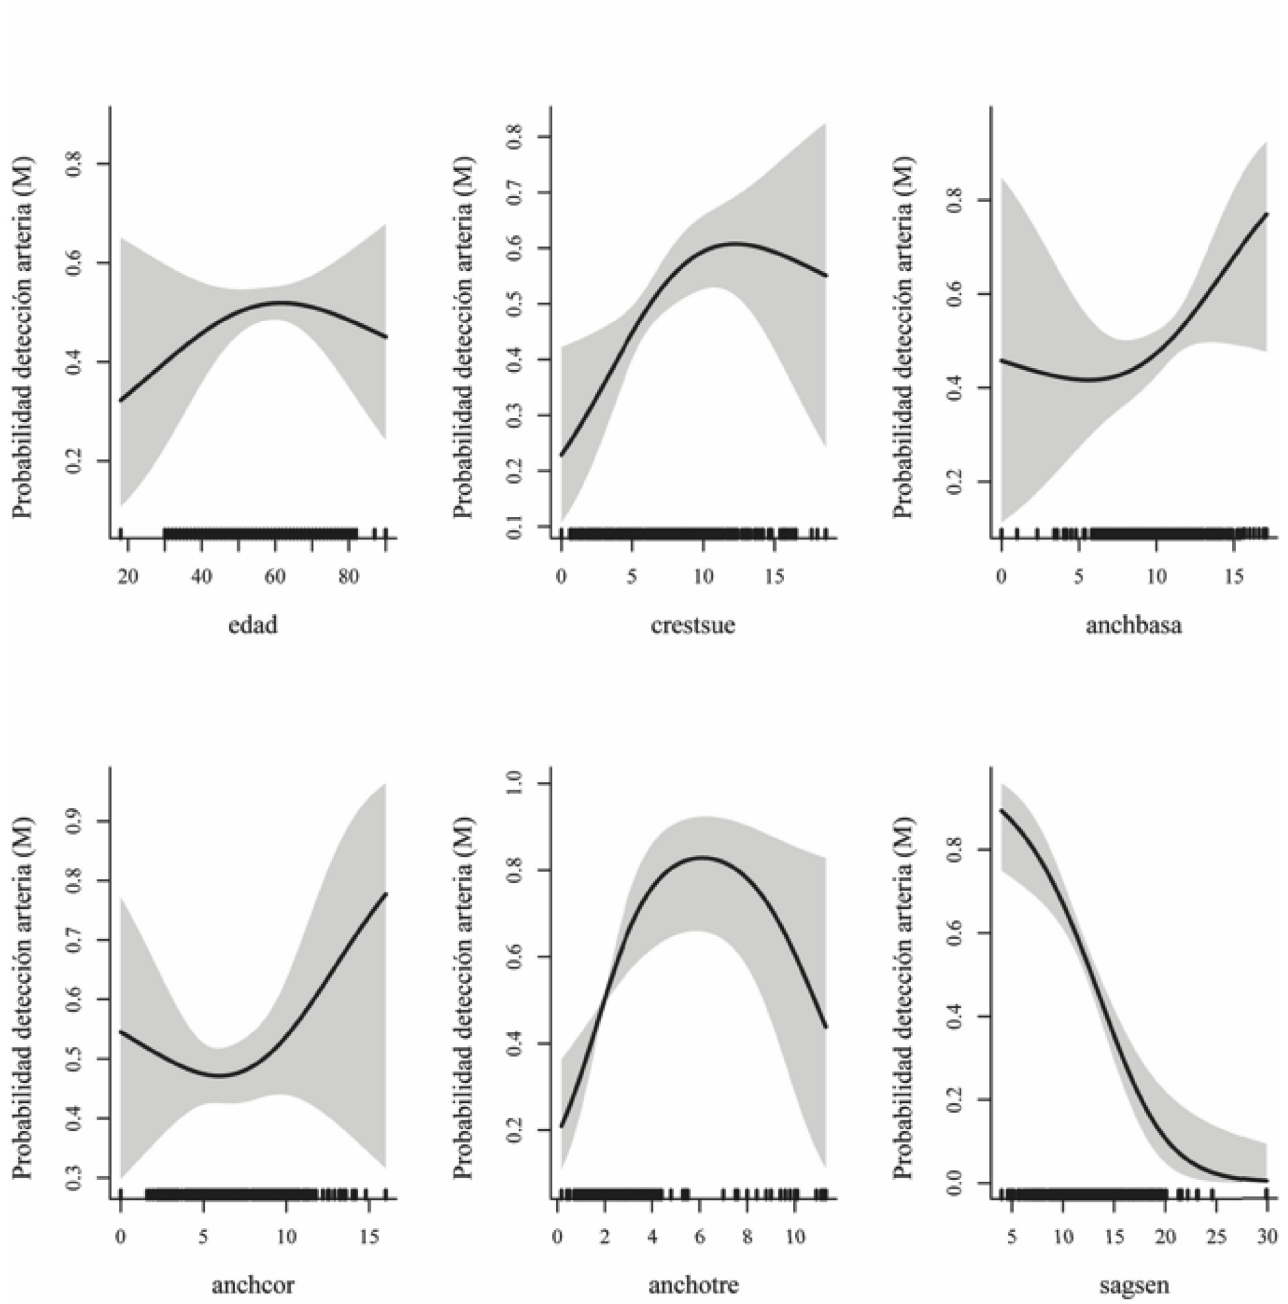 Probabilidad detección arteria (M)
0.2 0.4 0.6 0.8
20 40 60 80
edad
Probabilidad detección arteria (M)
0.1 0.2 0.3 0.4 0.5 0.6 0.7 0.8
0 5 10 15
crestsue
Probabilidad detección arteria (M)
0.2 0.4 0.6 0.8
0 5 10 15
anchbasa
Probabilidad detección arteria (M)
0.3 0.4 0.5 0.6 0.7 0.8 0.9
0 5 10 15
anchcor
Probabilidad detección arteria (M)
0.2 0.4 0.6 0.8 1.0
0 2 4 6 8 10
anchotre
Probabilidad detección arteria (M)
0.0 0.2 0.4 0.6 0.8
5 10 15 20 25 30
sagsen